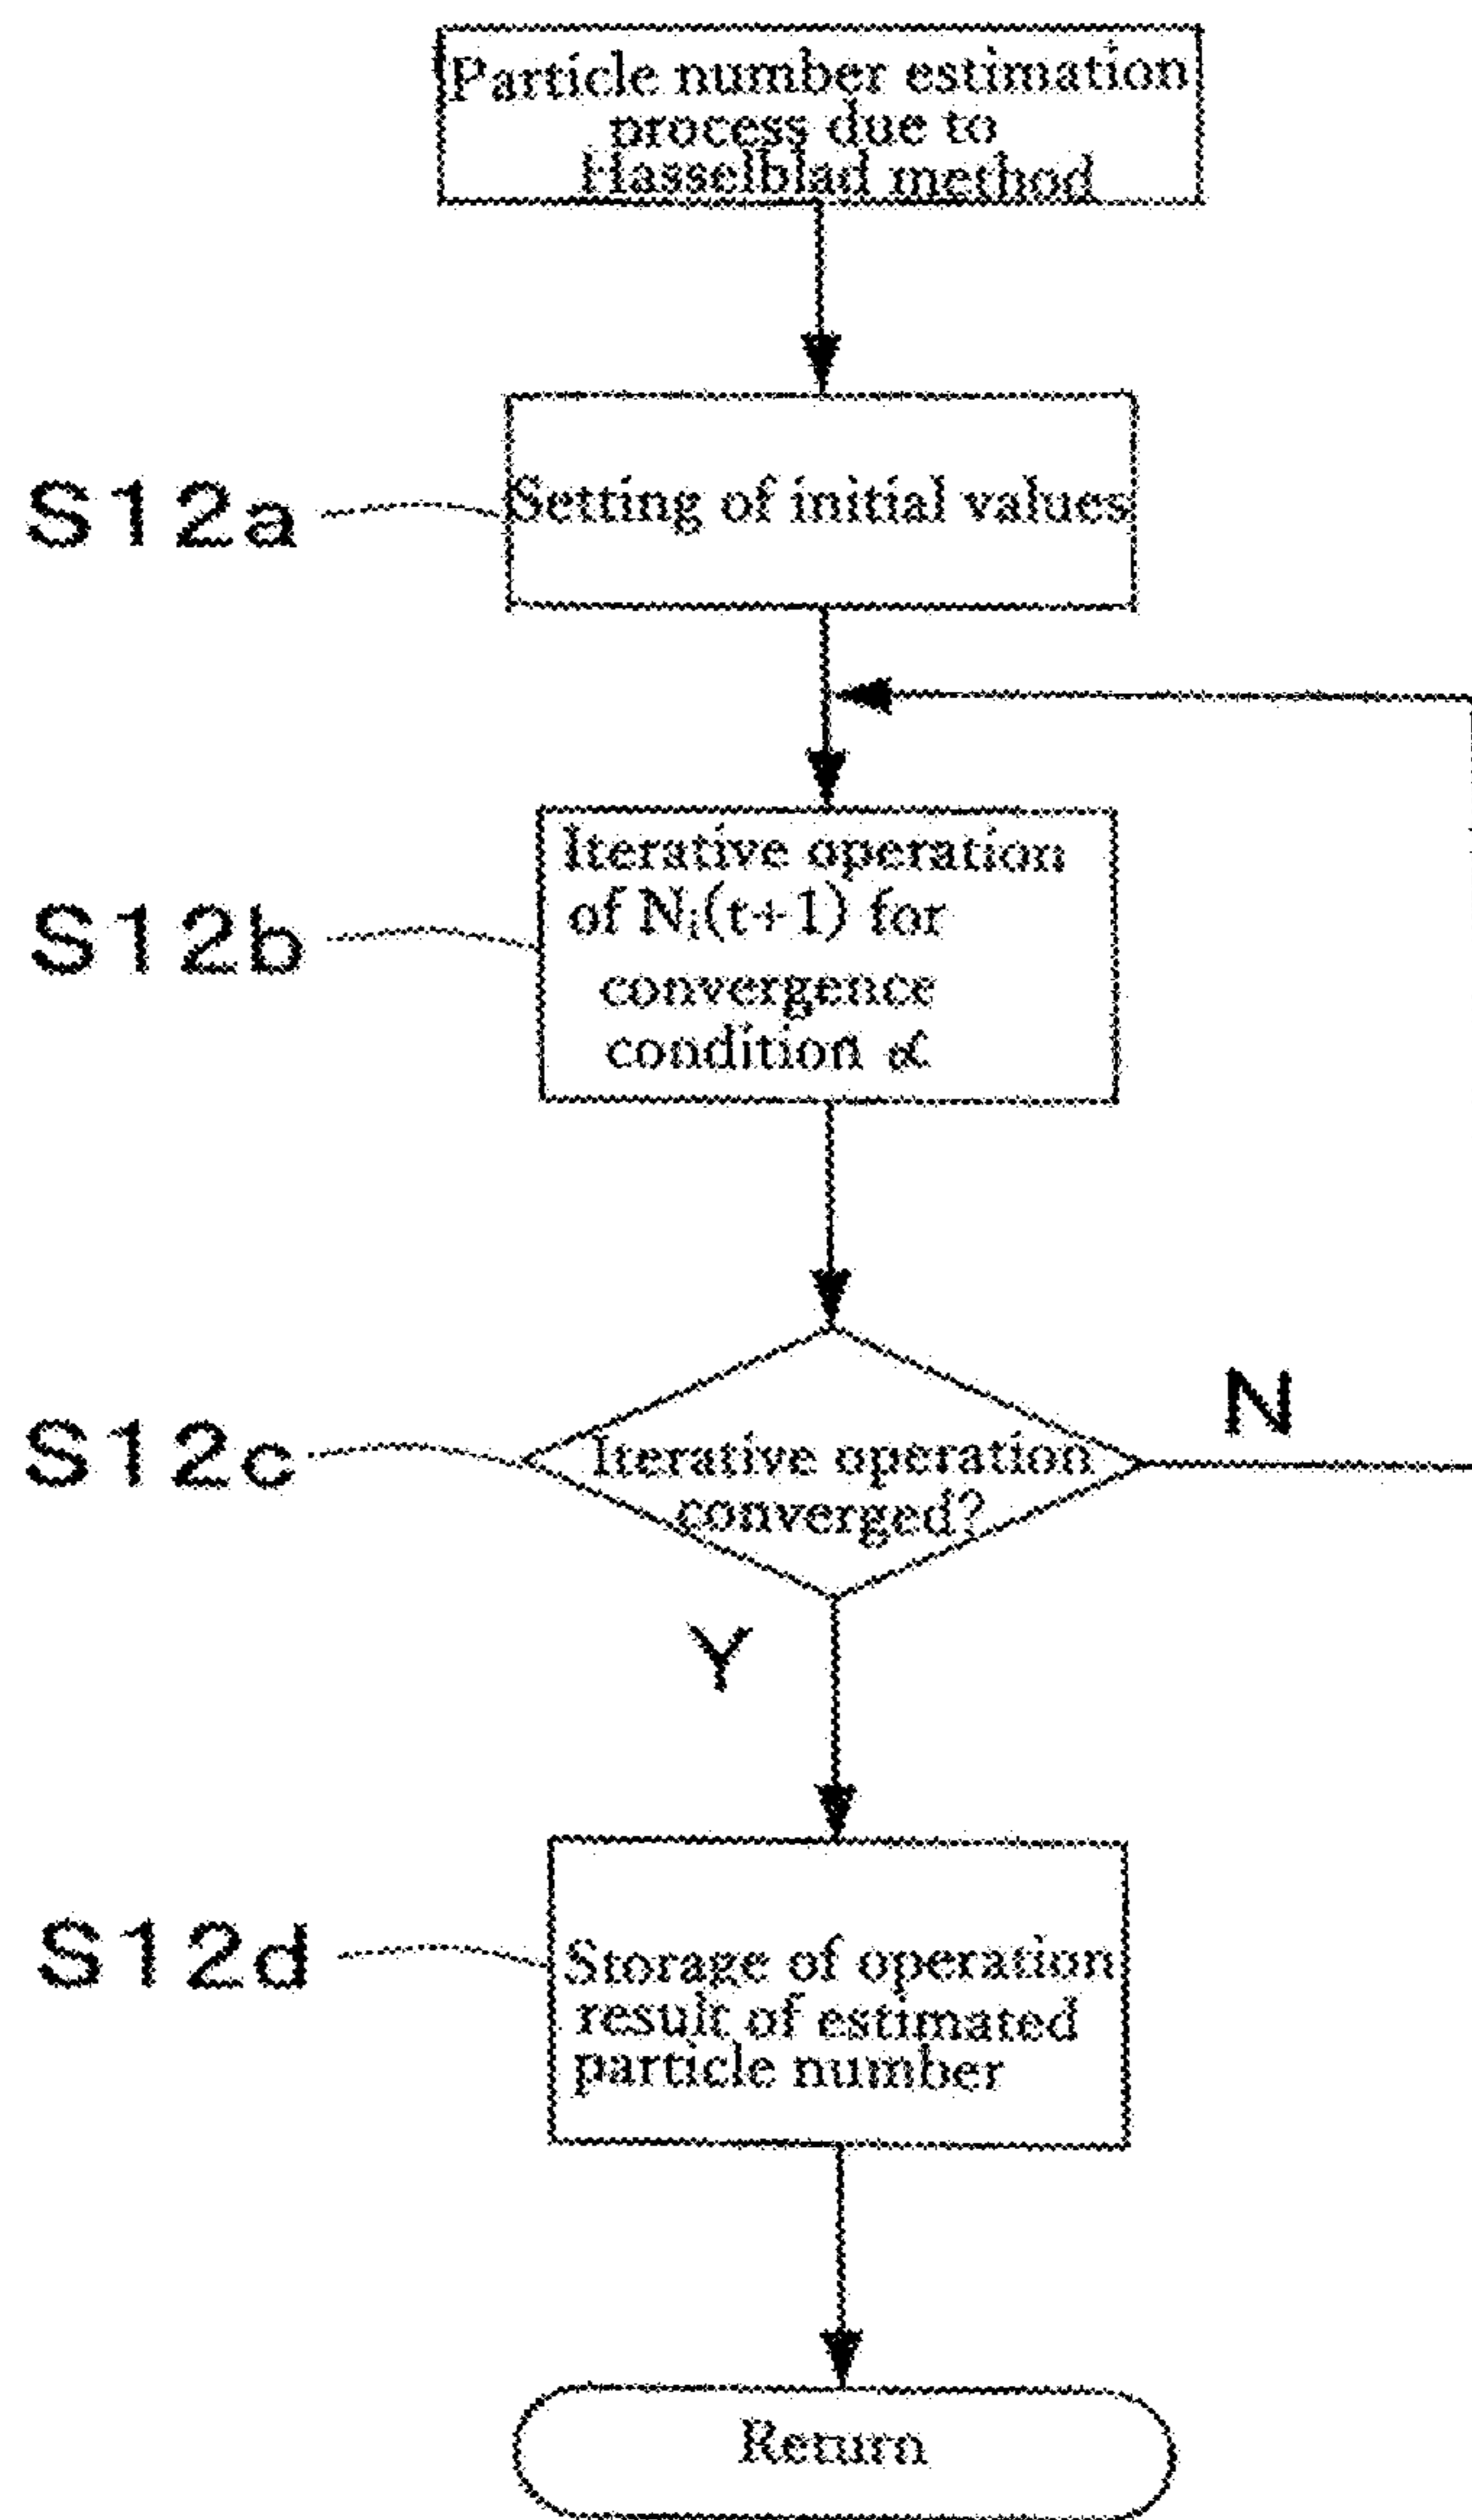 Particle number estimation
process due to
Hasselblad method
S12a
Setting of initial values
S12b
Iterative operation
of Ni(t+1) for
convergence
condition α
S12c
Iterative operation
converged?
N
Y
S12d
Storage of operation
result of estimated
particle number
Return